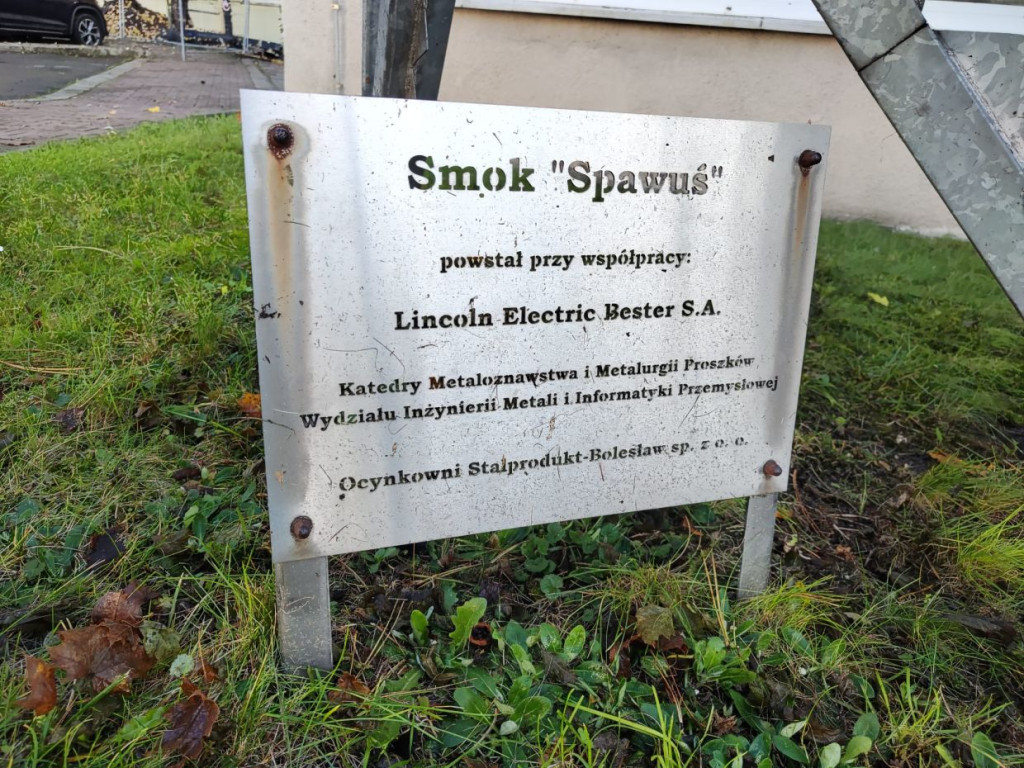 Smok "Spawuś"
powstał przy współpracy:
Lincoln Electric Bester S.A.
Katedry Metaloznawstwa i Metalurgii Proszków
Wydziału Inżynierii Metali i Informatyki Przemysłowej
Ocynkowni Stalprodukt-Bolesław sp. z o. o.